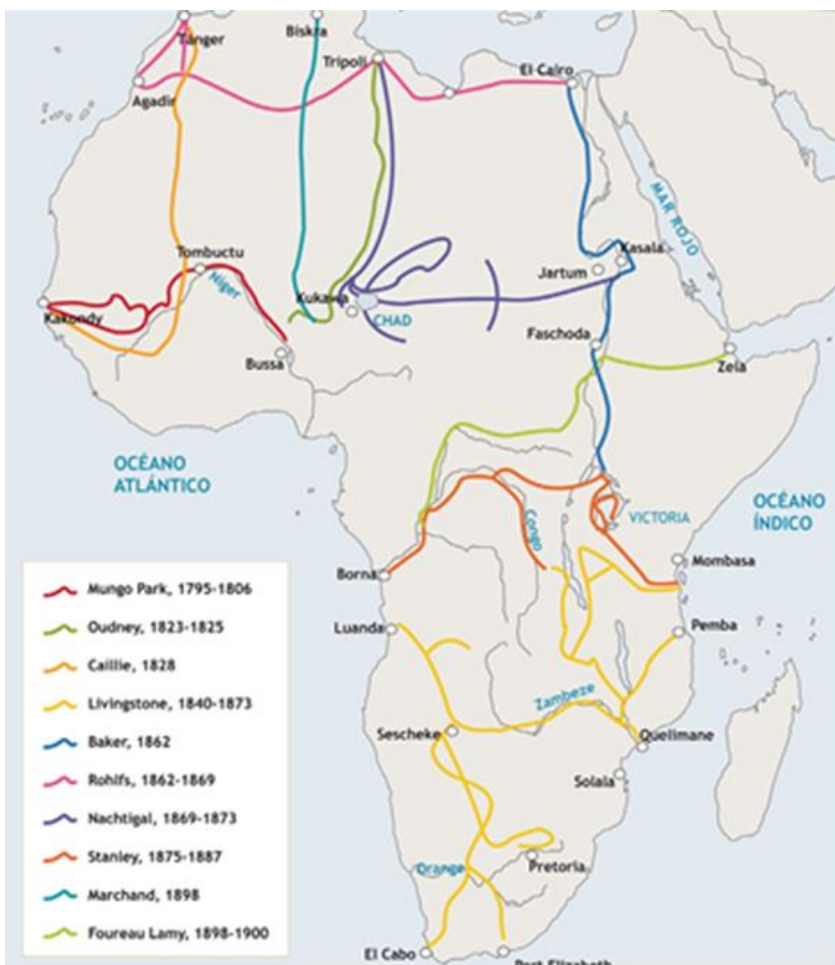 Tánger
Biskra
Trípoli
El Cairo
Agadir
MAR ROJO
Tombuctu
Níger
Kasala
Jartum
Kakondy
Kukawa
CHAD
Faschoda
Bussa
Zela
OCÉANO
ATLÁNTICO
OCÉANO
ÍNDICO
VICTORIA
Congo
Mombasa
Borna
Luanda
Pemba
Zambeze
Sescheke
Quelimane
Solala
Pretoria
Orange
El Cabo
Port Elizabeth
Mungo Park, 1795-1806
Oudney, 1823-1825
Caillie, 1828
Livingstone, 1840-1873
Baker, 1862
Rohlfs, 1862-1869
Nachtigal, 1869-1873
Stanley, 1875-1887
Marchand, 1898
Foureau Lamy, 1898-1900